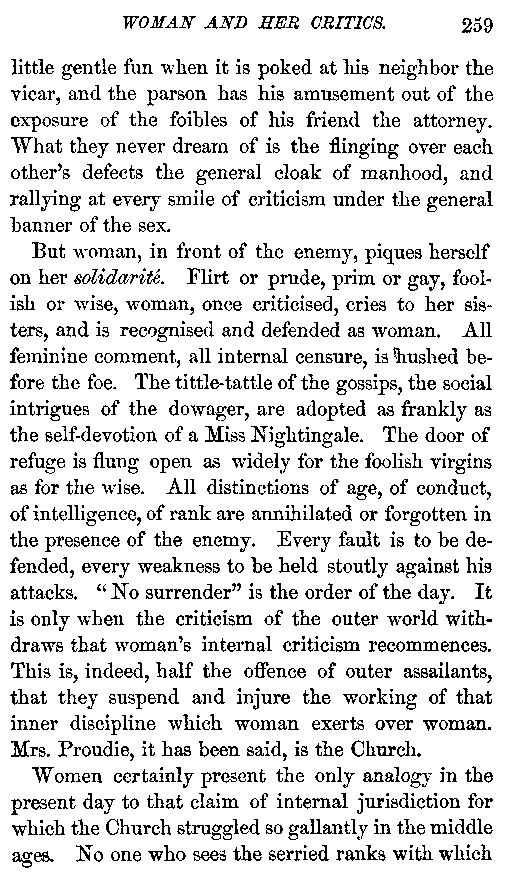 WOMAN AND HER CRITICS. 259
little gentle fun when it is poked at his neighbor the
vicar, and the parson has his amusement out of the
exposure of the foibles of his friend the attorney.
What they never dream of is the flinging over each
other's defects the general cloak of manhood, and
rallying at every smile of criticism under the general
banner of the sex.
But woman, in front of the enemy, piques herself
on her solidarité. Flirt or prude, prim or gay, fool-
ish or wise, woman, once criticised, cries to her sis-
ters, and is recognised and defended as woman. All
feminine comment, all internal censure, is hushed be-
fore the foe. The tittle-tattle of the gossips, the social
intrigues of the dowager, are adopted as frankly as
the self-devotion of a Miss Nightingale. The door of
refuge is flung open as widely for the foolish virgins
as for the wise. All distinctions of age, of conduct,
of intelligence, of rank are annihilated or forgotten in
the presence of the enemy. Every fault is to be de-
fended, every weakness to be held stoutly against his
attacks. "No surrender" is the order of the day. It
is only when the criticism of the outer world with-
draws that woman's internal criticism recommences.
This is, indeed, half the offence of outer assailants,
that they suspend and injure the working of that
inner discipline which woman exerts over woman.
Mrs. Proudie, it has been said, is the Church.
Women certainly present the only analogy in the
present day to that claim of internal jurisdiction for
which the Church struggled so gallantly in the middle
ages. No one who sees the serried ranks with which